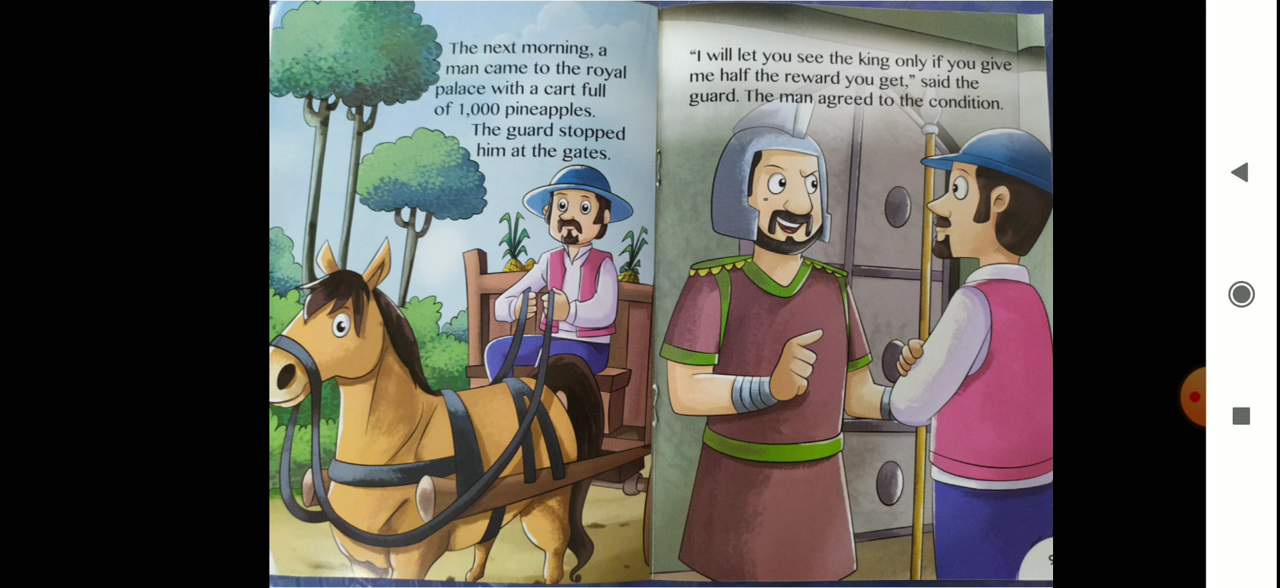 The next morning, a
man came to the royal
palace with a cart full
of 1,000 pineapples.
The guard stopped
him at the gates.
“I will let you see the king only if you give
me half the reward you get,” said the
guard. The man agreed to the condition.